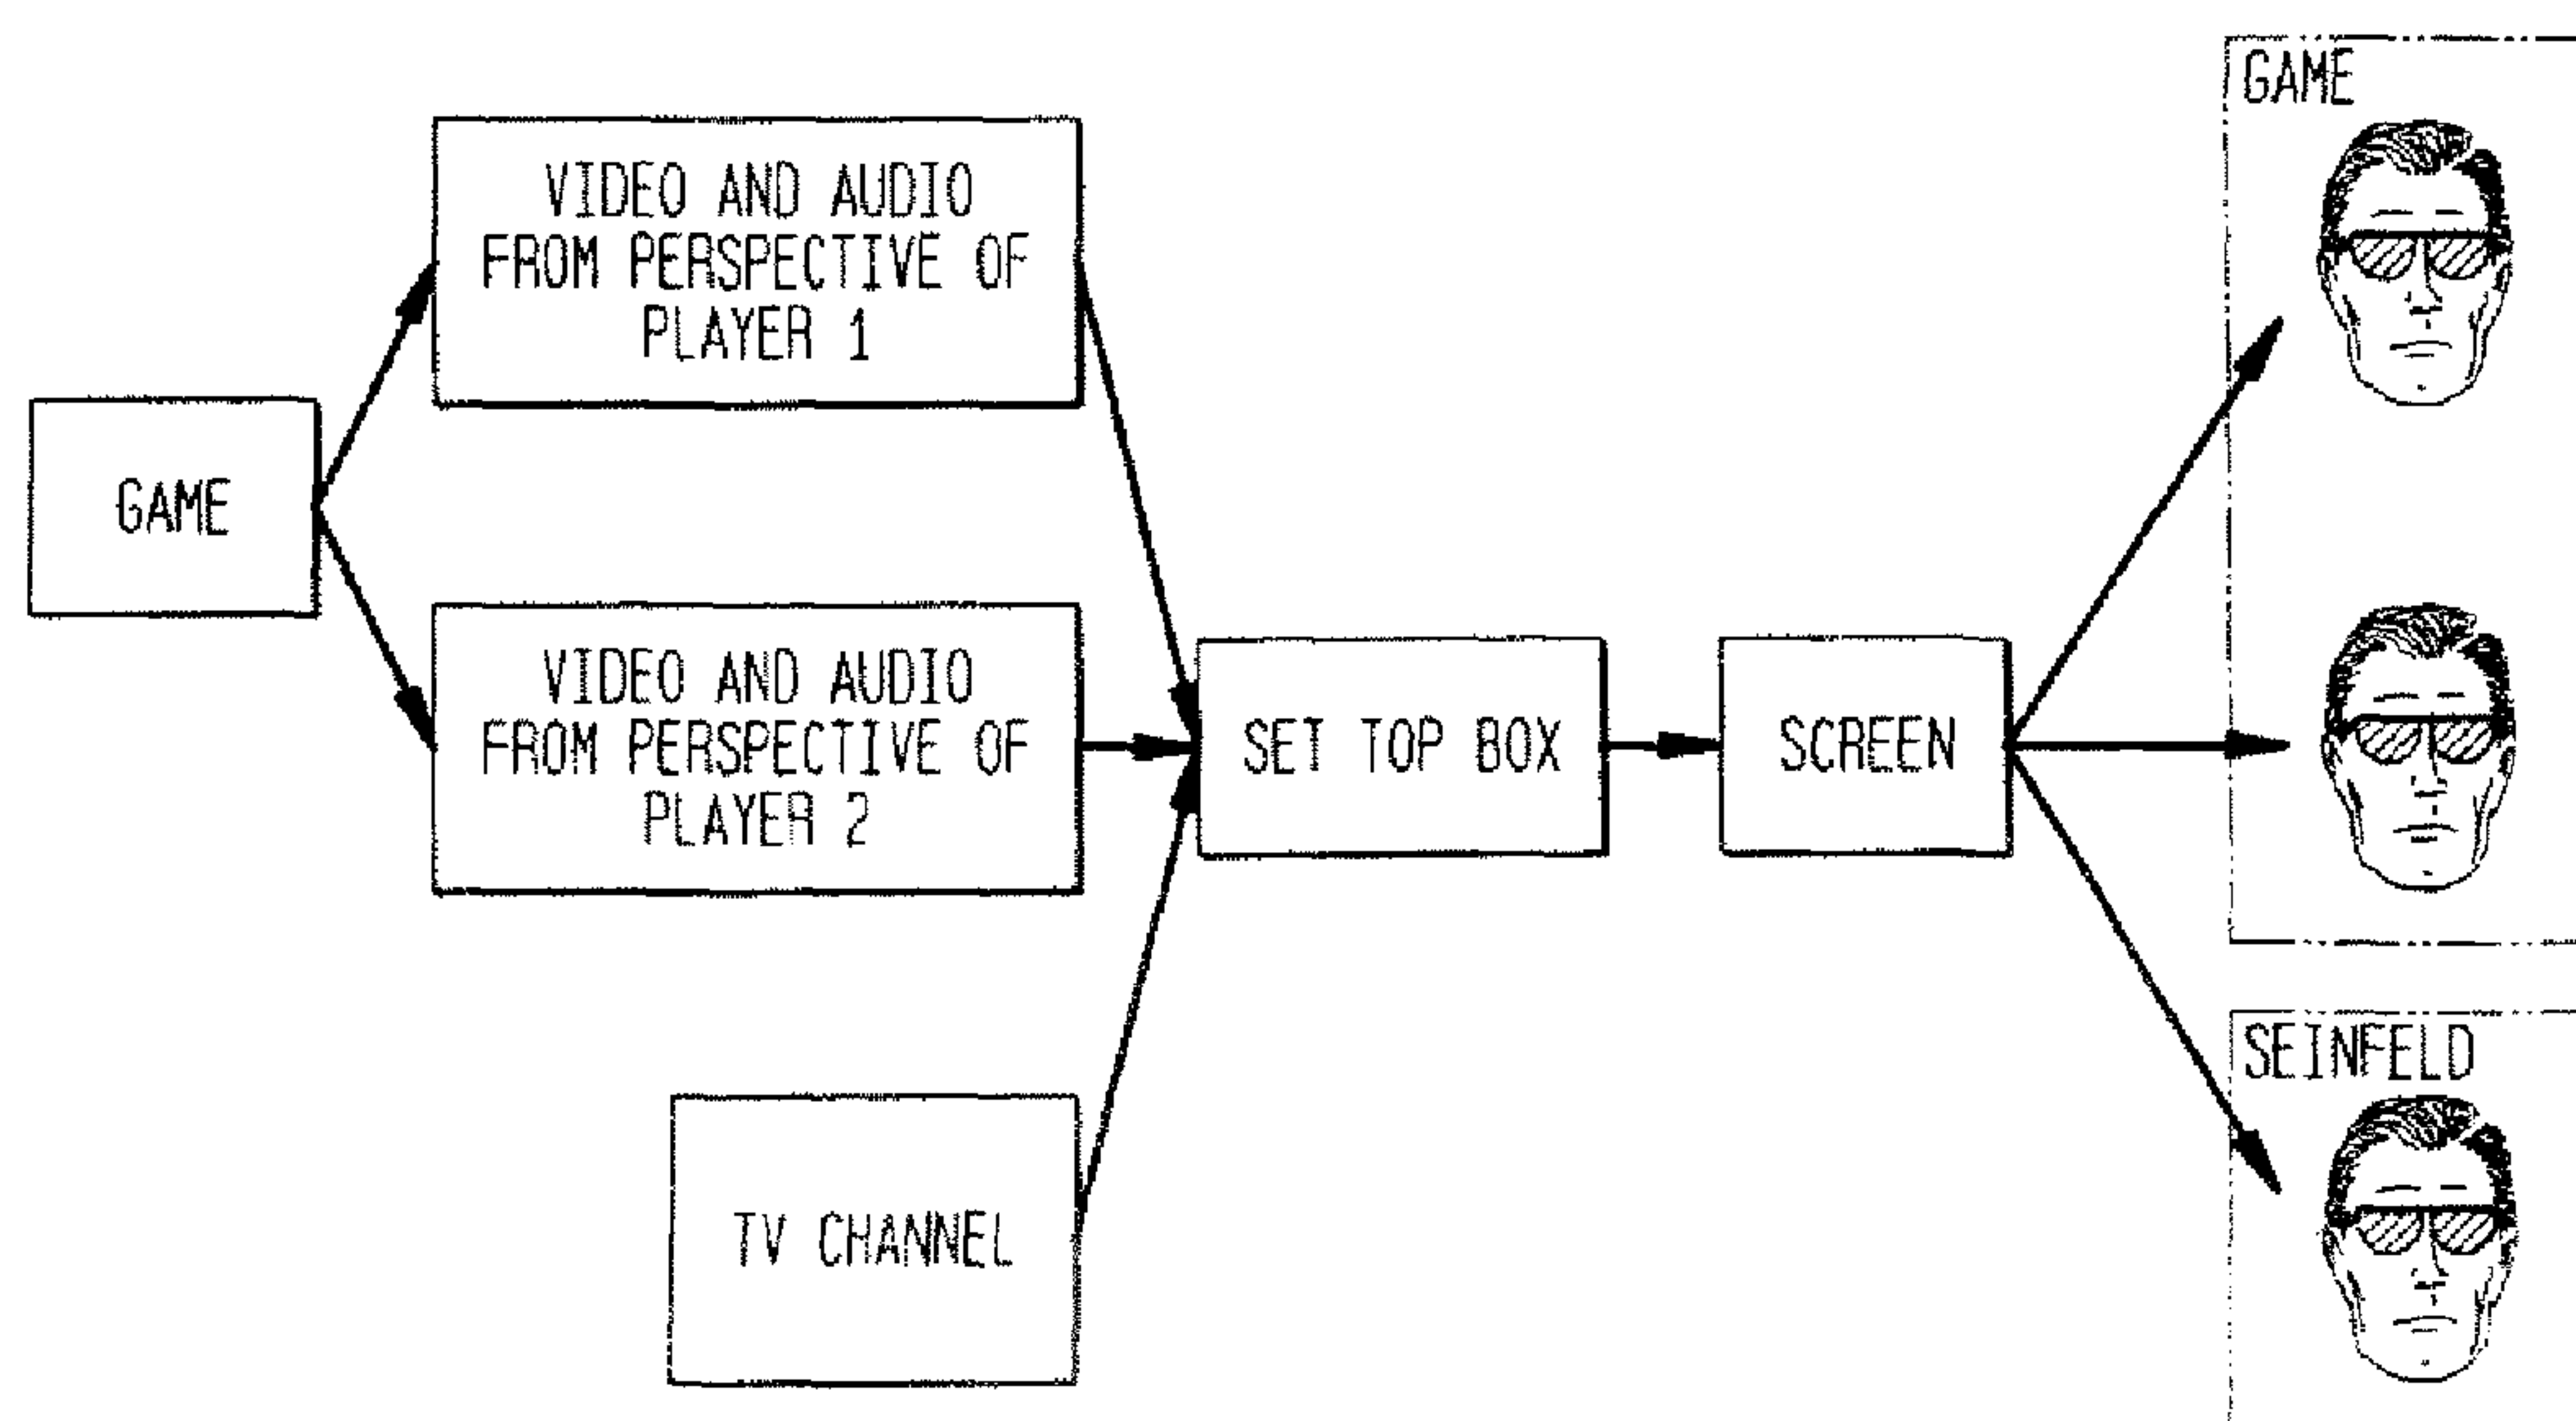 GAME
VIDEO AND AUDIO
FROM PERSPECTIVE OF
PLAYER 1
GAME
VIDEO AND AUDIO
FROM PERSPECTIVE OF
PLAYER 2
SET TOP BOX
SCREEN
SEINFELD
TV CHANNEL